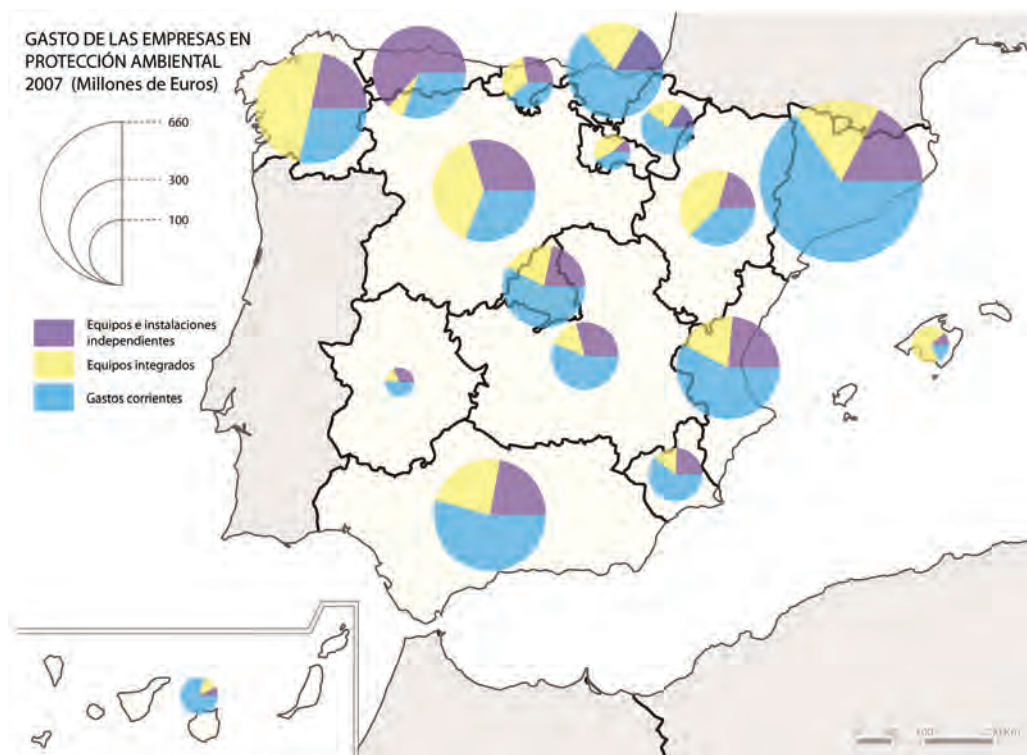 GASTO DE LAS EMPRESAS EN
PROTECCIÓN AMBIENTAL
2007 (Millones de Euros)
660
300
100
Equipos e instalaciones
independientes
Equipos integrados
Gastos corrientes